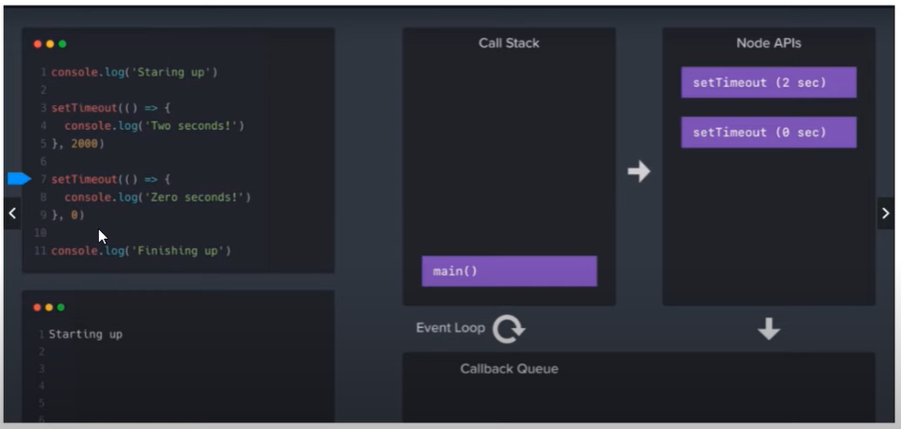 1 console.log('Staring up')
2
3 setTimeout(() => {
4 console.log('Two seconds!')
5 }, 2000)
6
7 setTimeout(() => {
8 console.log('Zero seconds!')
9 }, 0)
10
11 console.log('Finishing up')
1 Starting up
2
3
4
5
6
Call Stack
main()
Event Loop
Node APIs
setTimeout (2 sec)
setTimeout (0 sec)
Callback Queue